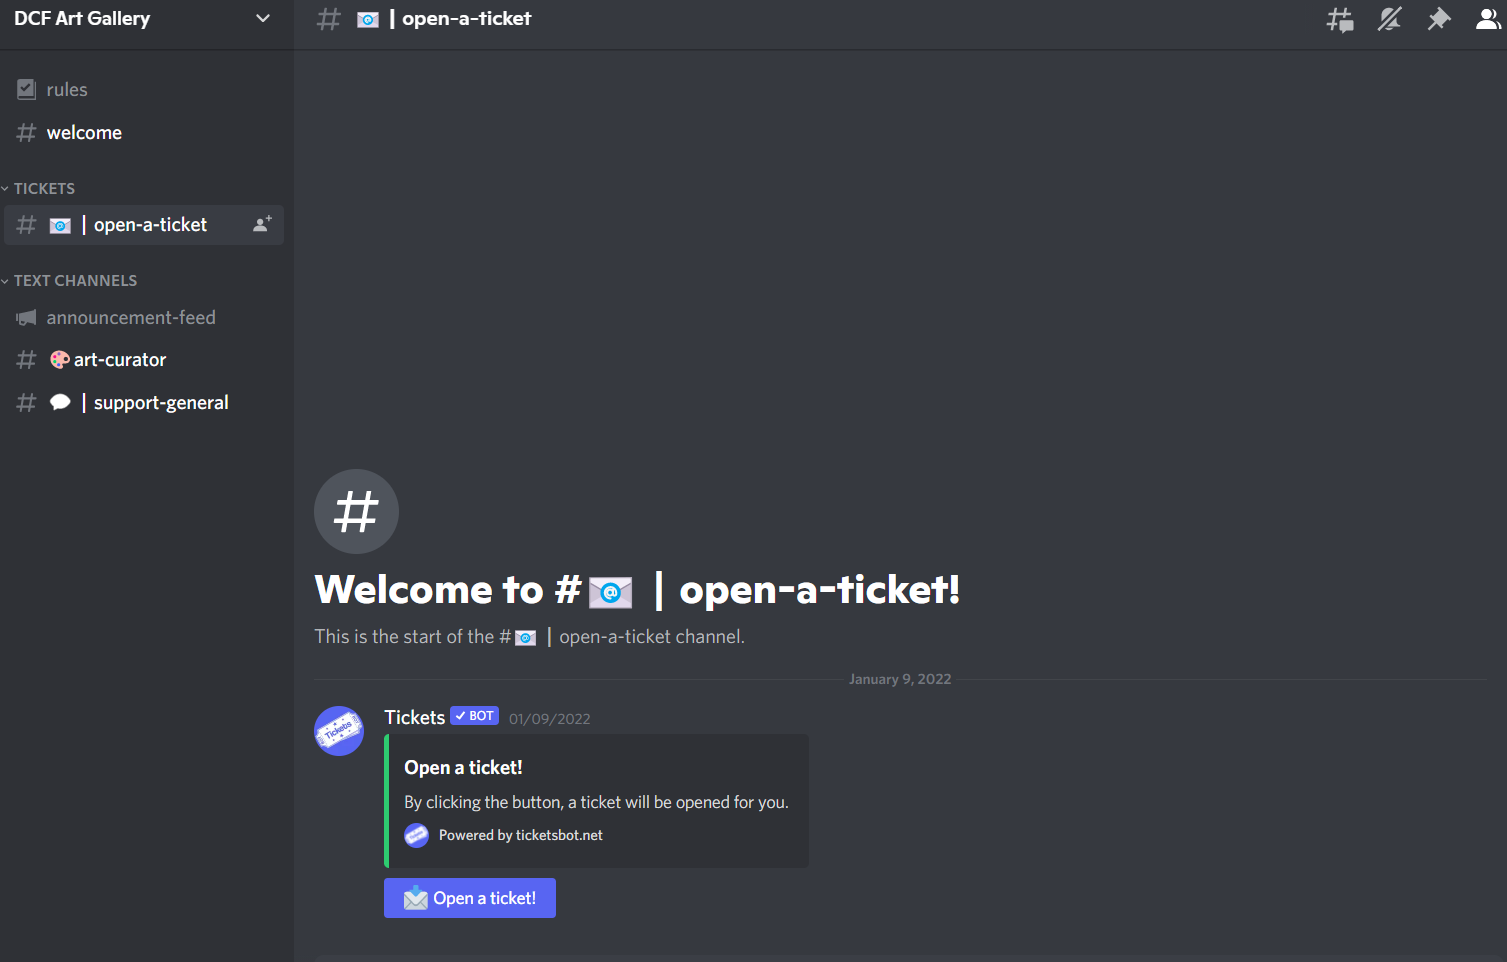 DCF Art Gallery
rules
welcome
TICKETS
| open-a-ticket
TEXT CHANNELS
announcement-feed
art-curator
| support-general
| open-a-ticket
Welcome to # | open-a-ticket!
This is the start of the # | open-a-ticket channel.
January 9, 2022
Tickets BOT 01/09/2022
Open a ticket!
By clicking the button, a ticket will be opened for you.
Powered by ticketsbot.net
Open a ticket!